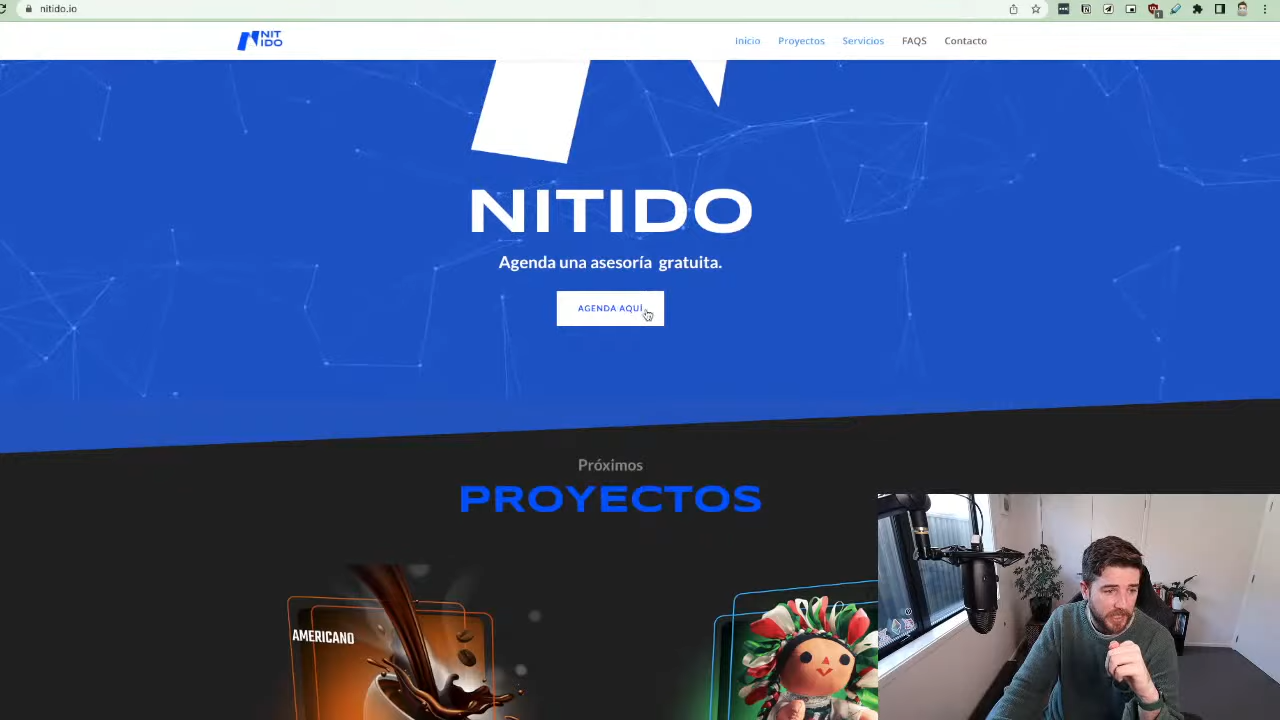 nitido.io
NIT
IDO
Inicio Proyectos Servicios FAQS Contacto
NITIDO
Agenda una asesoría gratuita.
AGENDA AQUÍ
Próximos
PROYECTOS
AMERICANO